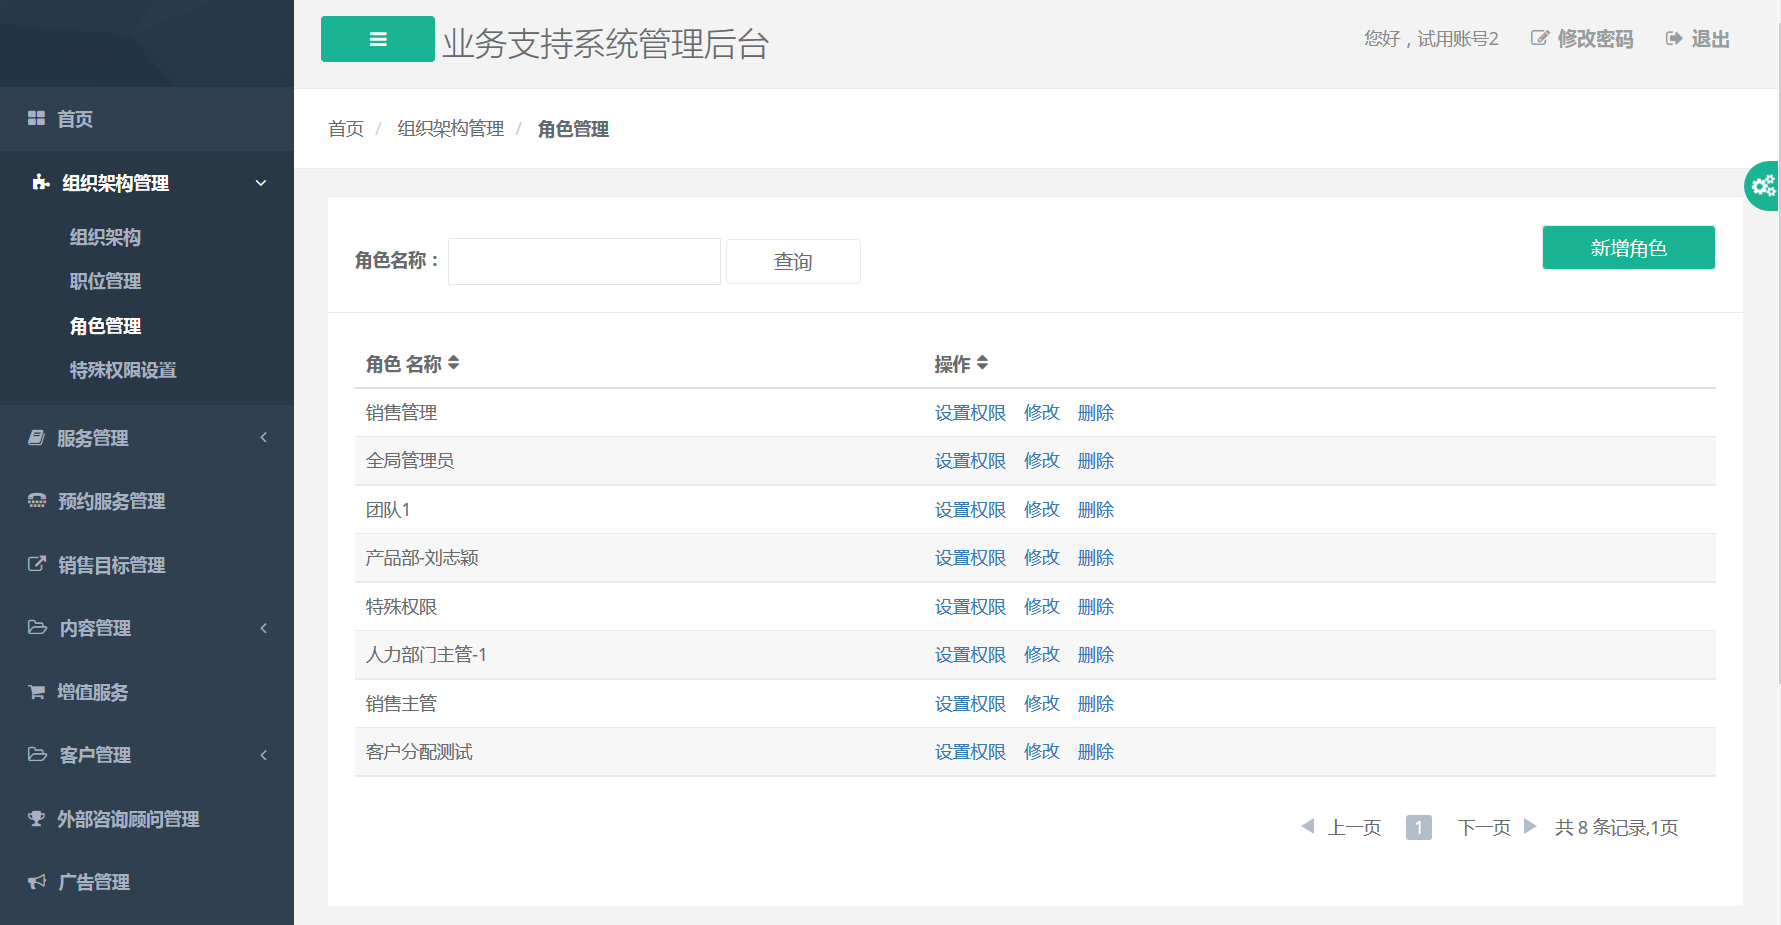 业务支持系统管理后台
您好，试用账号2 修改密码 退出
首页 / 组织架构管理 / 角色管理
首页
组织架构管理
组织架构
职位管理
角色管理
特殊权限设置
服务管理
预约服务管理
销售目标管理
内容管理
增值服务
客户管理
外部咨询顾问管理
广告管理
角色名称： 查询 新增角色
角色 名称 操作
销售管理 设置权限 修改 删除
全局管理员 设置权限 修改 删除
团队1 设置权限 修改 删除
产品部-刘志颖 设置权限 修改 删除
特殊权限 设置权限 修改 删除
人力部门主管-1 设置权限 修改 删除
销售主管 设置权限 修改 删除
客户分配测试 设置权限 修改 删除
上一页 1 下一页 共 8 条记录,1页